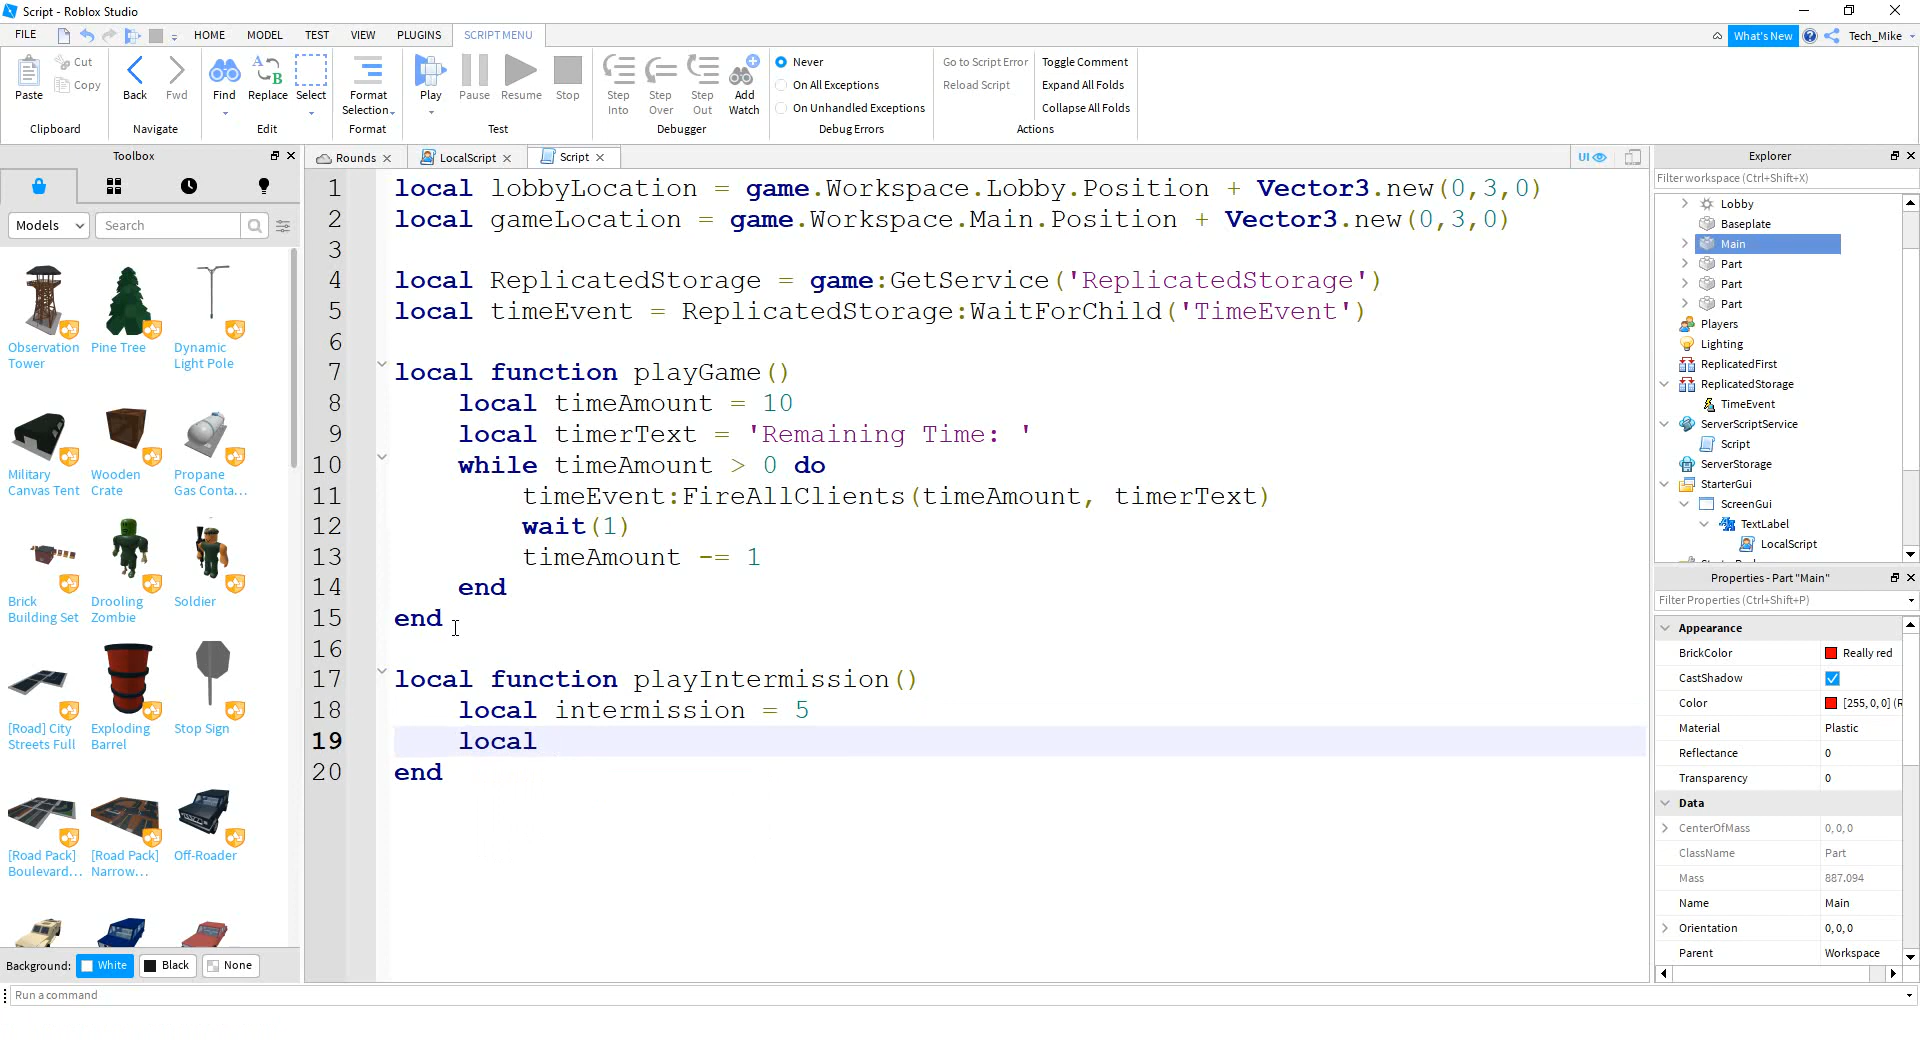 Script - Roblox Studio
FILE HOME MODEL TEST VIEW PLUGINS SCRIPT MENU What's New Tech_Mike
Paste Cut Copy Back Fwd Find Replace Select Format Selection Play Pause Resume Stop Step Into Step Over Step Out Add Watch Never On All Exceptions On Unhandled Exceptions Go to Script Error Reload Script Toggle Comment Expand All Folds Collapse All Folds
Clipboard Navigate Edit Format Test Debugger Debug Errors Actions
Toolbox
Models Search
Observation Tower
Pine Tree
Dynamic Light Pole
Military Canvas Tent
Wooden Crate
Propane Gas Conta...
Brick Building Set
Drooling Zombie
Soldier
[Road] City Streets Full
Exploding Barrel
Stop Sign
[Road Pack] Boulevard...
[Road Pack] Narrow...
Off-Roader
Background: White Black None
Run a command
Rounds LocalScript Script UI
1 local lobbyLocation = game.Workspace.Lobby.Position + Vector3.new(0,3,0)
2 local gameLocation = game.Workspace.Main.Position + Vector3.new(0,3,0)
3
4 local ReplicatedStorage = game:GetService('ReplicatedStorage')
5 local timeEvent = ReplicatedStorage:WaitForChild('TimeEvent')
6
7 local function playGame()
8 local timeAmount = 10
9 local timerText = 'Remaining Time: '
10 while timeAmount > 0 do
11 timeEvent:FireAllClients(timeAmount, timerText)
12 wait(1)
13 timeAmount -= 1
14 end
15 end
16
17 local function playIntermission()
18 local intermission = 5
19 local
20 end
Explorer
Filter workspace (Ctrl+Shift+X)
Lobby
Baseplate
Main
Part
Part
Part
Players
Lighting
ReplicatedFirst
ReplicatedStorage
TimeEvent
ServerScriptService
Script
ServerStorage
StarterGui
ScreenGui
TextLabel
LocalScript
Properties - Part "Main"
Filter Properties (Ctrl+Shift+P)
Appearance
BrickColor Really red
CastShadow
Color [255, 0, 0] (R
Material Plastic
Reflectance 0
Transparency 0
Data
CenterOfMass 0, 0, 0
ClassName Part
Mass 887.094
Name Main
Orientation 0, 0, 0
Parent Workspace